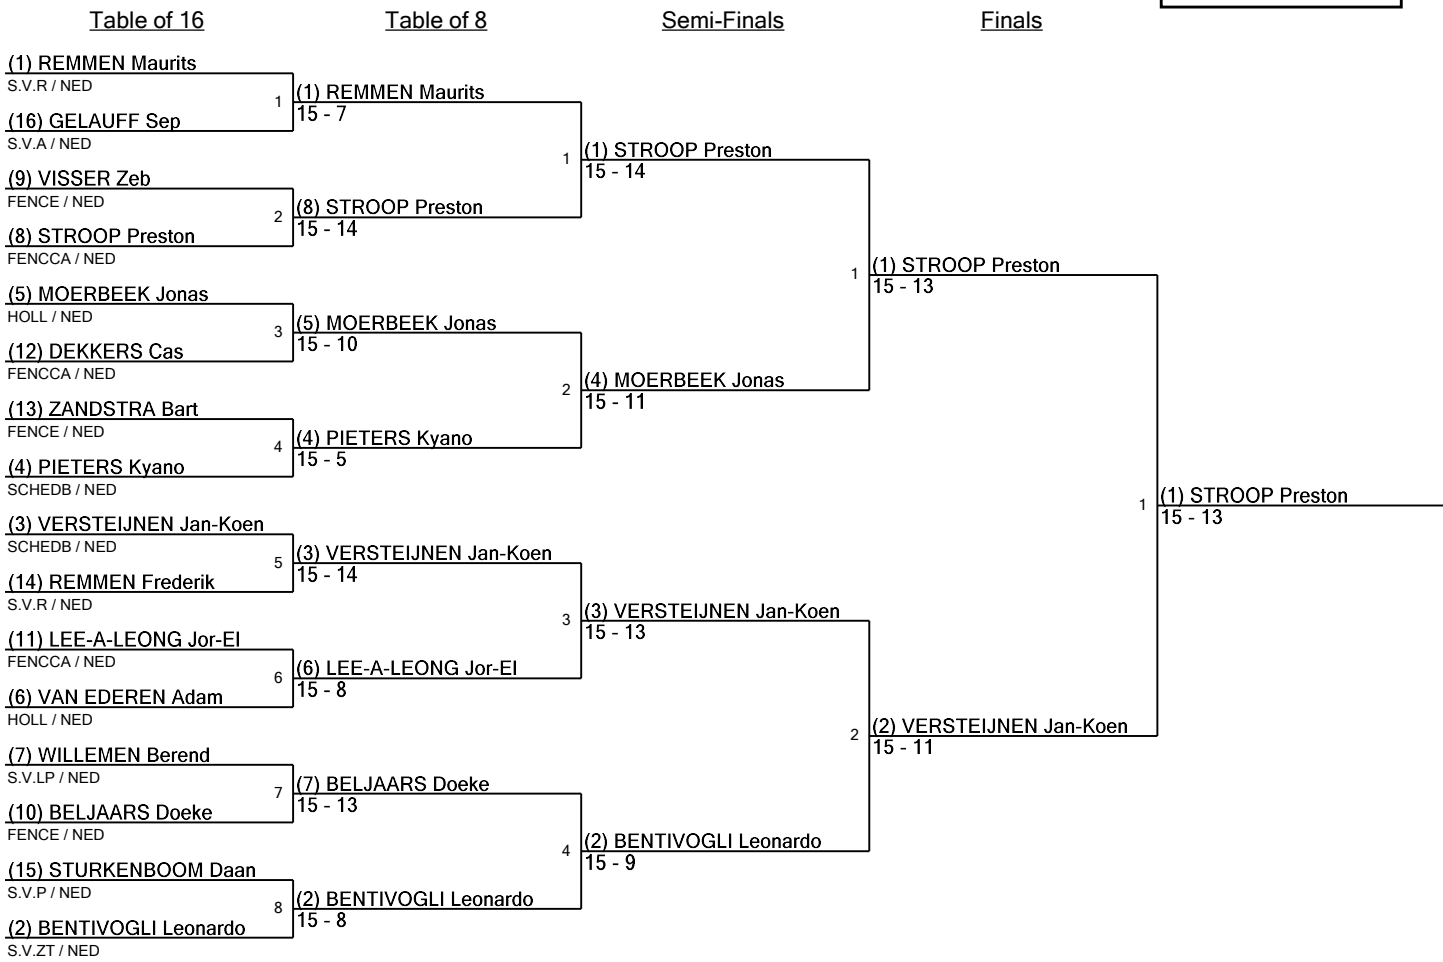 Table of 16
Table of 8
Semi-Finals
Finals
(1) REMMEN Maurits
S.V.R / NED
1
(16) GELAUFF Sep
S.V.A / NED
(9) VISSER Zeb
FENCE / NED
2
(8) STROOP Preston
FENCCA / NED
(5) MOERBEEK Jonas
HOLL / NED
3
(12) DEKKERS Cas
FENCCA / NED
(13) ZANDSTRA Bart
FENCE / NED
4
(4) PIETERS Kyano
SCHEDB / NED
(3) VERSTEIJNEN Jan-Koen
SCHEDB / NED
5
(14) REMMEN Frederik
S.V.R / NED
(11) LEE-A-LEONG Jor-El
FENCCA / NED
6
(6) VAN EDEREN Adam
HOLL / NED
(7) WILLEMEN Berend
S.V.LP / NED
7
(10) BELJAARS Doeke
FENCE / NED
(15) STURKENBOOM Daan
S.V.P / NED
8
(2) BENTIVOGLI Leonardo
S.V.ZT / NED
(1) REMMEN Maurits
15 - 7
1
(8) STROOP Preston
15 - 14
(5) MOERBEEK Jonas
15 - 10
2
(4) PIETERS Kyano
15 - 5
(3) VERSTEIJNEN Jan-Koen
15 - 14
3
(6) LEE-A-LEONG Jor-El
15 - 8
(7) BELJAARS Doeke
15 - 13
4
(2) BENTIVOGLI Leonardo
15 - 8
(1) STROOP Preston
15 - 14
1
(4) MOERBEEK Jonas
15 - 11
(3) VERSTEIJNEN Jan-Koen
15 - 13
2
(2) BENTIVOGLI Leonardo
15 - 9
(1) STROOP Preston
15 - 13
1
(2) VERSTEIJNEN Jan-Koen
15 - 11
(1) STROOP Preston
15 - 13